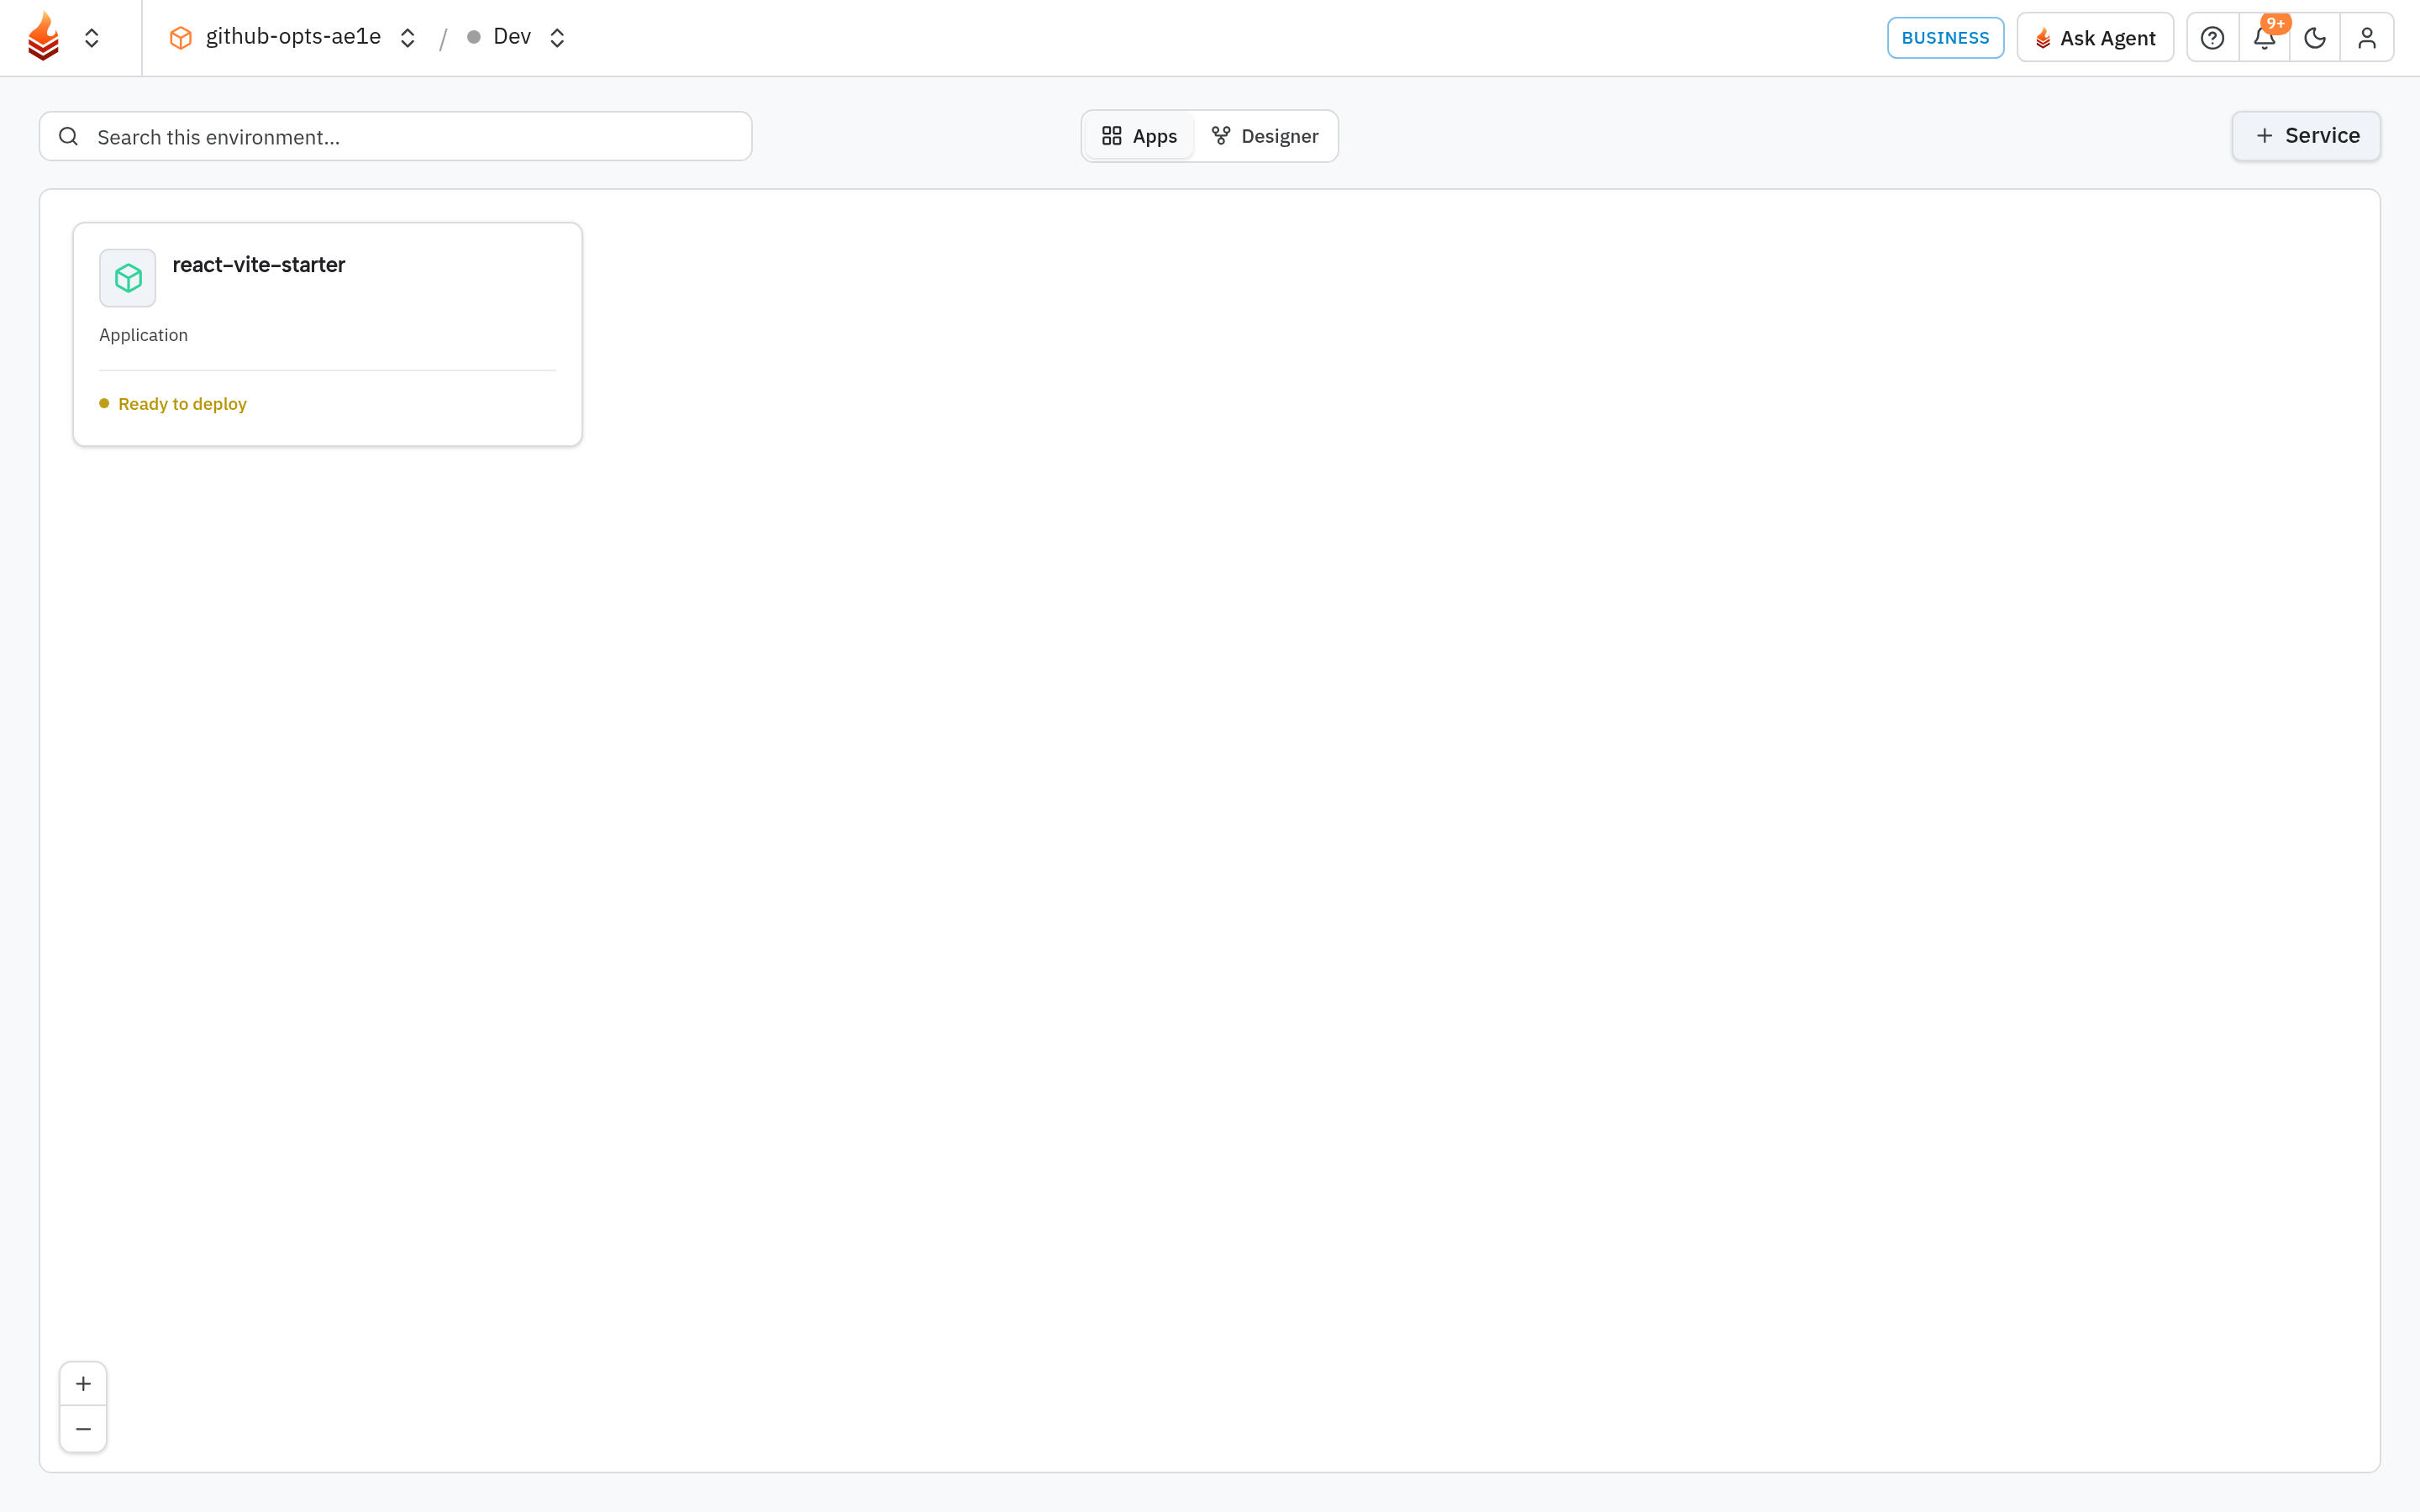 github-opts-ae1e / Dev
BUSINESS
Ask Agent
9+
Search this environment...
Apps
Designer
+ Service
react-vite-starter
Application
Ready to deploy